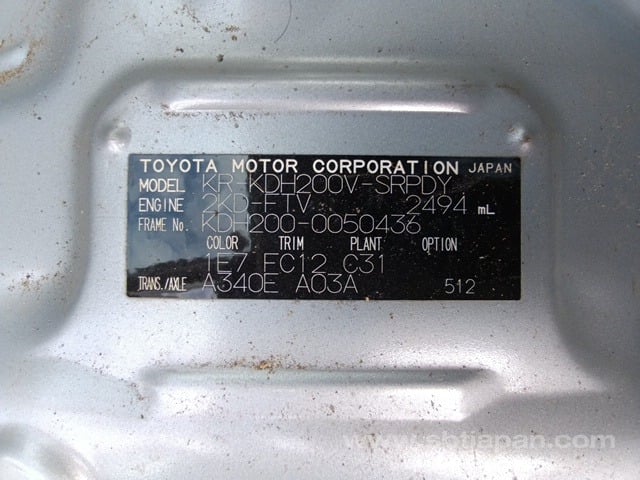 TOYOTA MOTOR CORPORATION JAPAN
MODEL KR-KDH200V-SRPDY
ENGINE 2KD-FTV 2494 mL
FRAME No. KDH200-0050436
COLOR TRIM PLANT OPTION
1E7 EC12 C31
TRANS./AXLE A340E A03A 512
www.sbtjapan.com